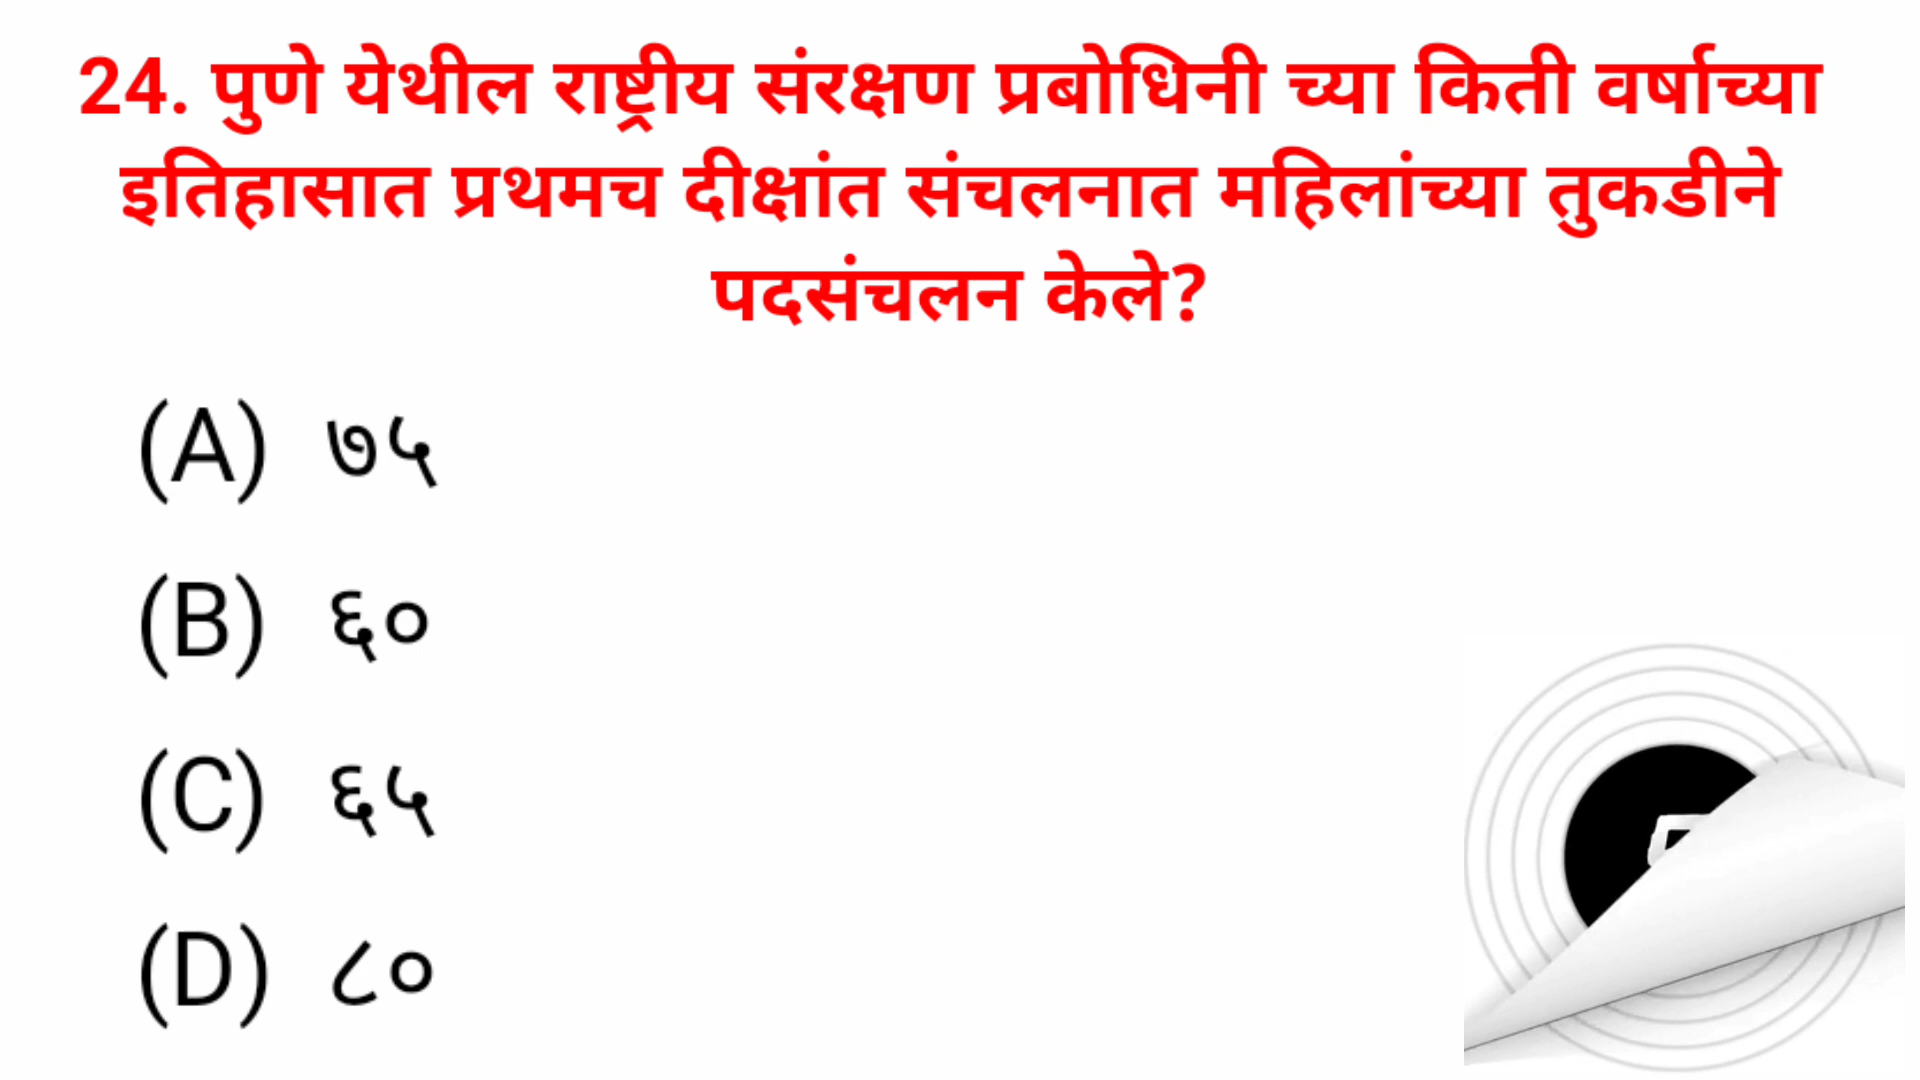 24. पुणे येथील राष्ट्रीय संरक्षण प्रबोधिनी च्या किती वर्षाच्या
इतिहासात प्रथमच दीक्षांत संचलनात महिलांच्या तुकडीने
पदसंचलन केले?
(A) ७५
(B) ६०
(C) ६५
(D) ८०